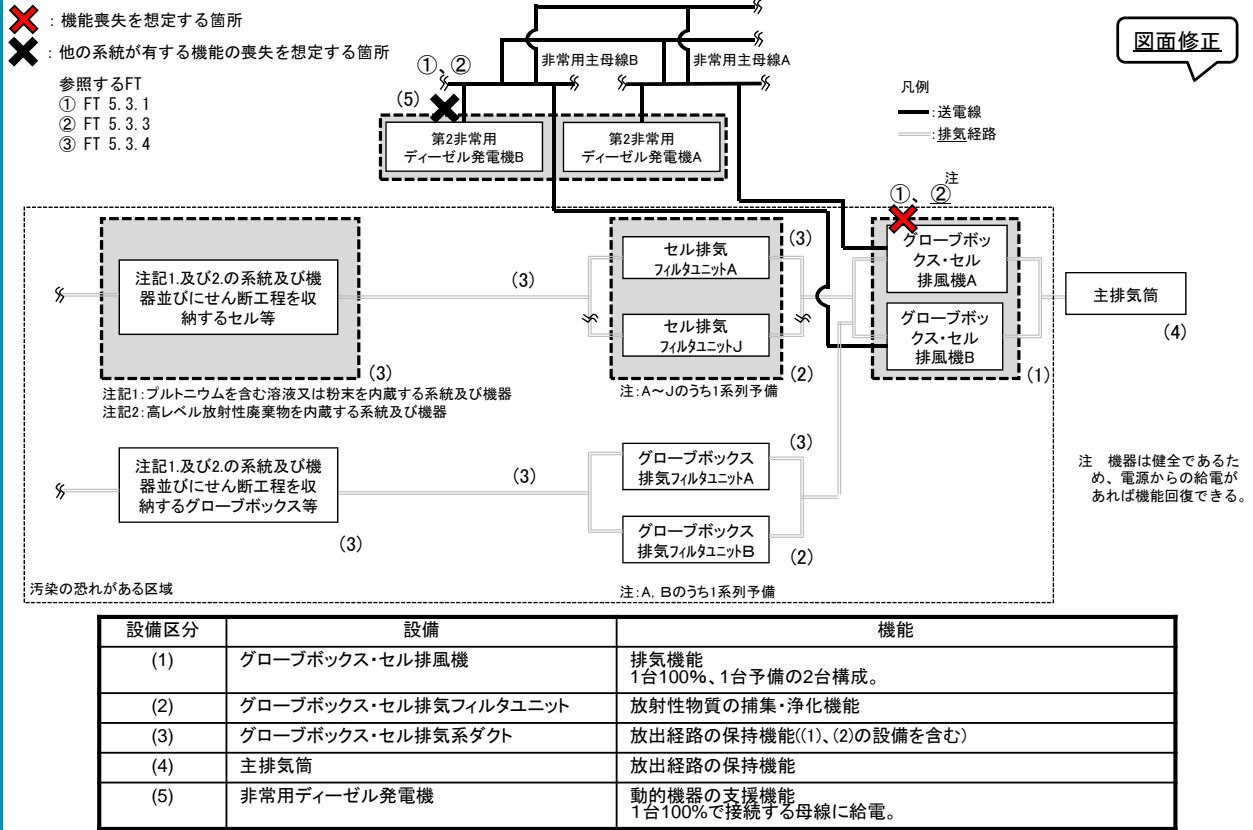 ：機能喪失を想定する箇所
：他の系統が有する機能の喪失を想定する箇所
参照するFT
① FT 5.3.1
② FT 5.3.3
③ FT 5.3.4
図面修正
凡例
：送電線
：排気経路
①、②
非常用主母線B
非常用主母線A
(5)
第2非常用
ディーゼル発電機B
第2非常用
ディーゼル発電機A
注
①、②
注記1.及び2.の系統及び機
器並びにせん断工程を収
納するセル等
(3)
(3)
セル排気
フィルタユニットA
(3)
セル排気
フィルタユニットJ
(2)
注：A～Jのうち1系列予備
グローブボッ
クス・セル
排風機A
グローブボッ
クス・セル
排風機B
(1)
主排気筒
(4)
注記1：プルトニウムを含む溶液又は粉末を内蔵する系統及び機器
注記2：高レベル放射性廃棄物を内蔵する系統及び機器
注記1.及び2.の系統及び機
器並びにせん断工程を収
納するグローブボックス等
(3)
(3)
グローブボックス
排気フィルタユニットA
(3)
グローブボックス
排気フィルタユニットB
(2)
注：A, Bのうち1系列予備
注　機器は健全であるた
め、電源からの給電が
あれば機能回復できる。
汚染の恐れがある区域
設備区分 設備 機能
(1) グローブボックス・セル排風機 排気機能
1台100%、1台予備の2台構成。
(2) グローブボックス・セル排気フィルタユニット 放射性物質の捕集・浄化機能
(3) グローブボックス・セル排気系ダクト 放出経路の保持機能((1)、(2)の設備を含む)
(4) 主排気筒 放出経路の保持機能
(5) 非常用ディーゼル発電機 動的機器の支援機能
1台100%で接続する母線に給電。